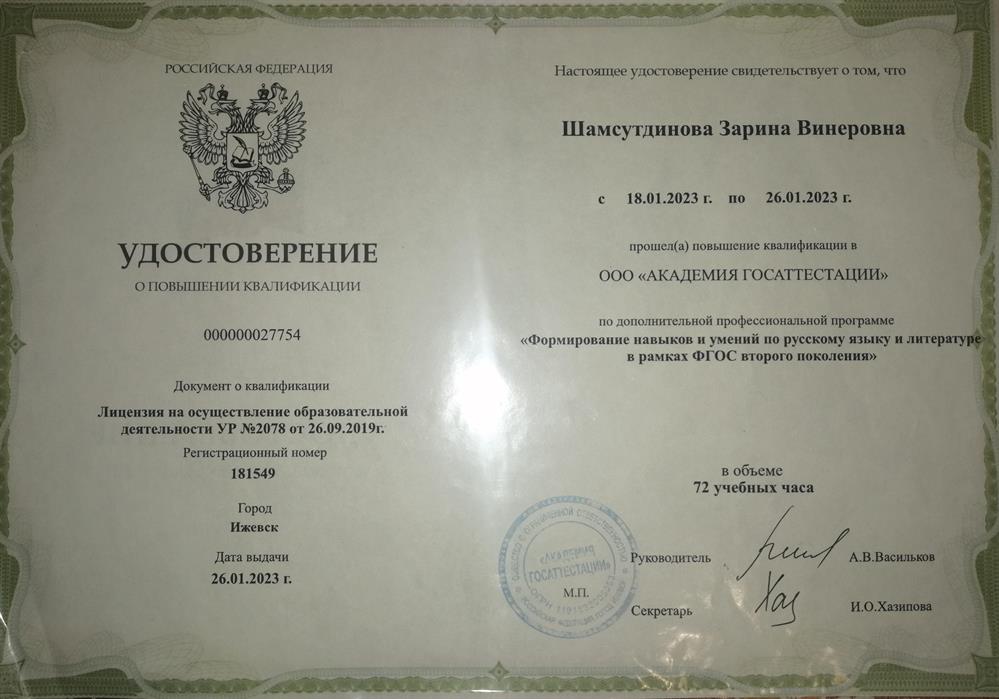 РОССИЙСКАЯ ФЕДЕРАЦИЯ
УДОСТОВЕРЕНИЕ
О ПОВЫШЕНИИ КВАЛИФИКАЦИИ
000000027754
Документ о квалификации
Лицензия на осуществление образовательной
деятельности УР №2078 от 26.09.2019г.
Регистрационный номер
181549
Город
Ижевск
Дата выдачи
26.01.2023 г.
Настоящее удостоверение свидетельствует о том, что
Шамсутдинова Зарина Винеровна
с 18.01.2023 г. по 26.01.2023 г.
прошел(а) повышение квалификации в
ООО «АКАДЕМИЯ ГОСАТТЕСТАЦИИ»
по дополнительной профессиональной программе
«Формирование навыков и умений по русскому языку и литературе
в рамках ФГОС второго поколения»
в объеме
72 учебных часа
ОБЩЕСТВО С ОГРАНИЧЕННОЙ ОТВЕТСТВЕННОСТЬЮ
«АКАДЕМИЯ
ГОСАТТЕСТАЦИИ»
М.П.
Руководитель А.В.Васильков
Секретарь И.О.Хазипова